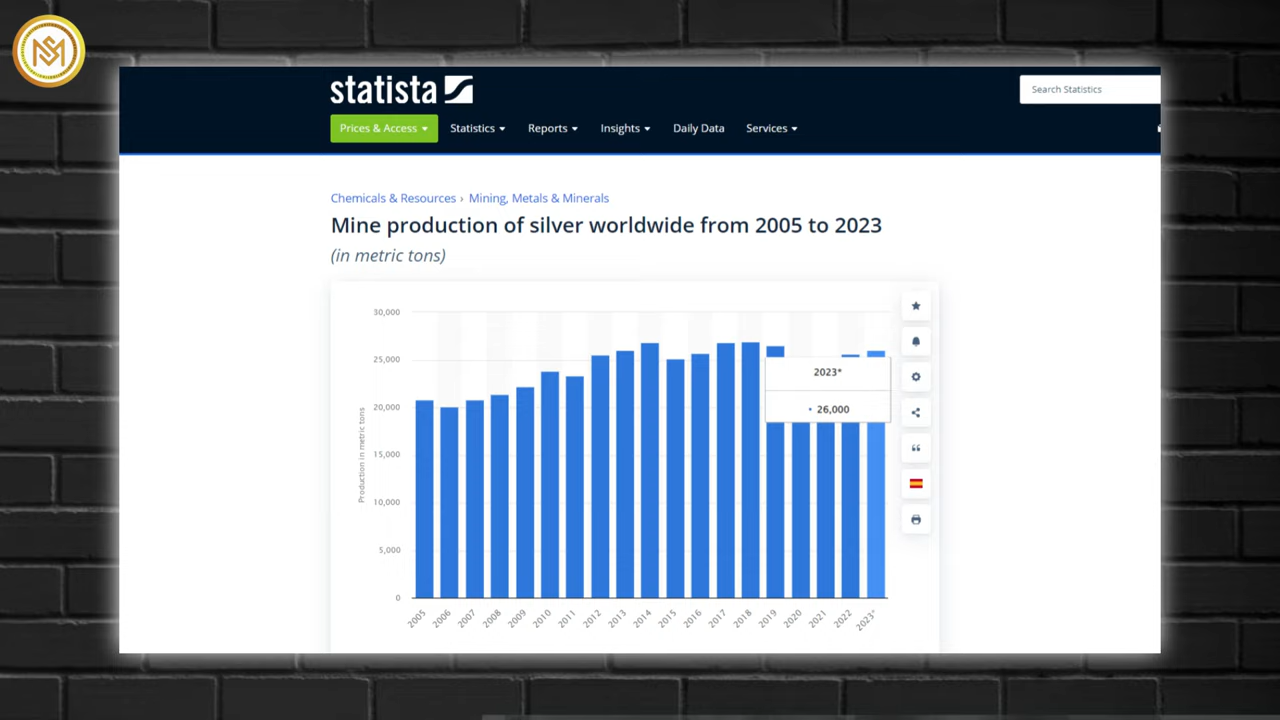 SM
statista
Search Statistics
Prices & Access
Statistics
Reports
Insights
Daily Data
Services
Chemicals & Resources › Mining, Metals & Minerals
Mine production of silver worldwide from 2005 to 2023
(in metric tons)
30,000
25,000
20,000
15,000
10,000
5,000
0
Production in metric tons
2023*
• 26,000
2005 2006 2007 2008 2009 2010 2011 2012 2013 2014 2015 2016 2017 2018 2019 2020 2021 2022 2023*